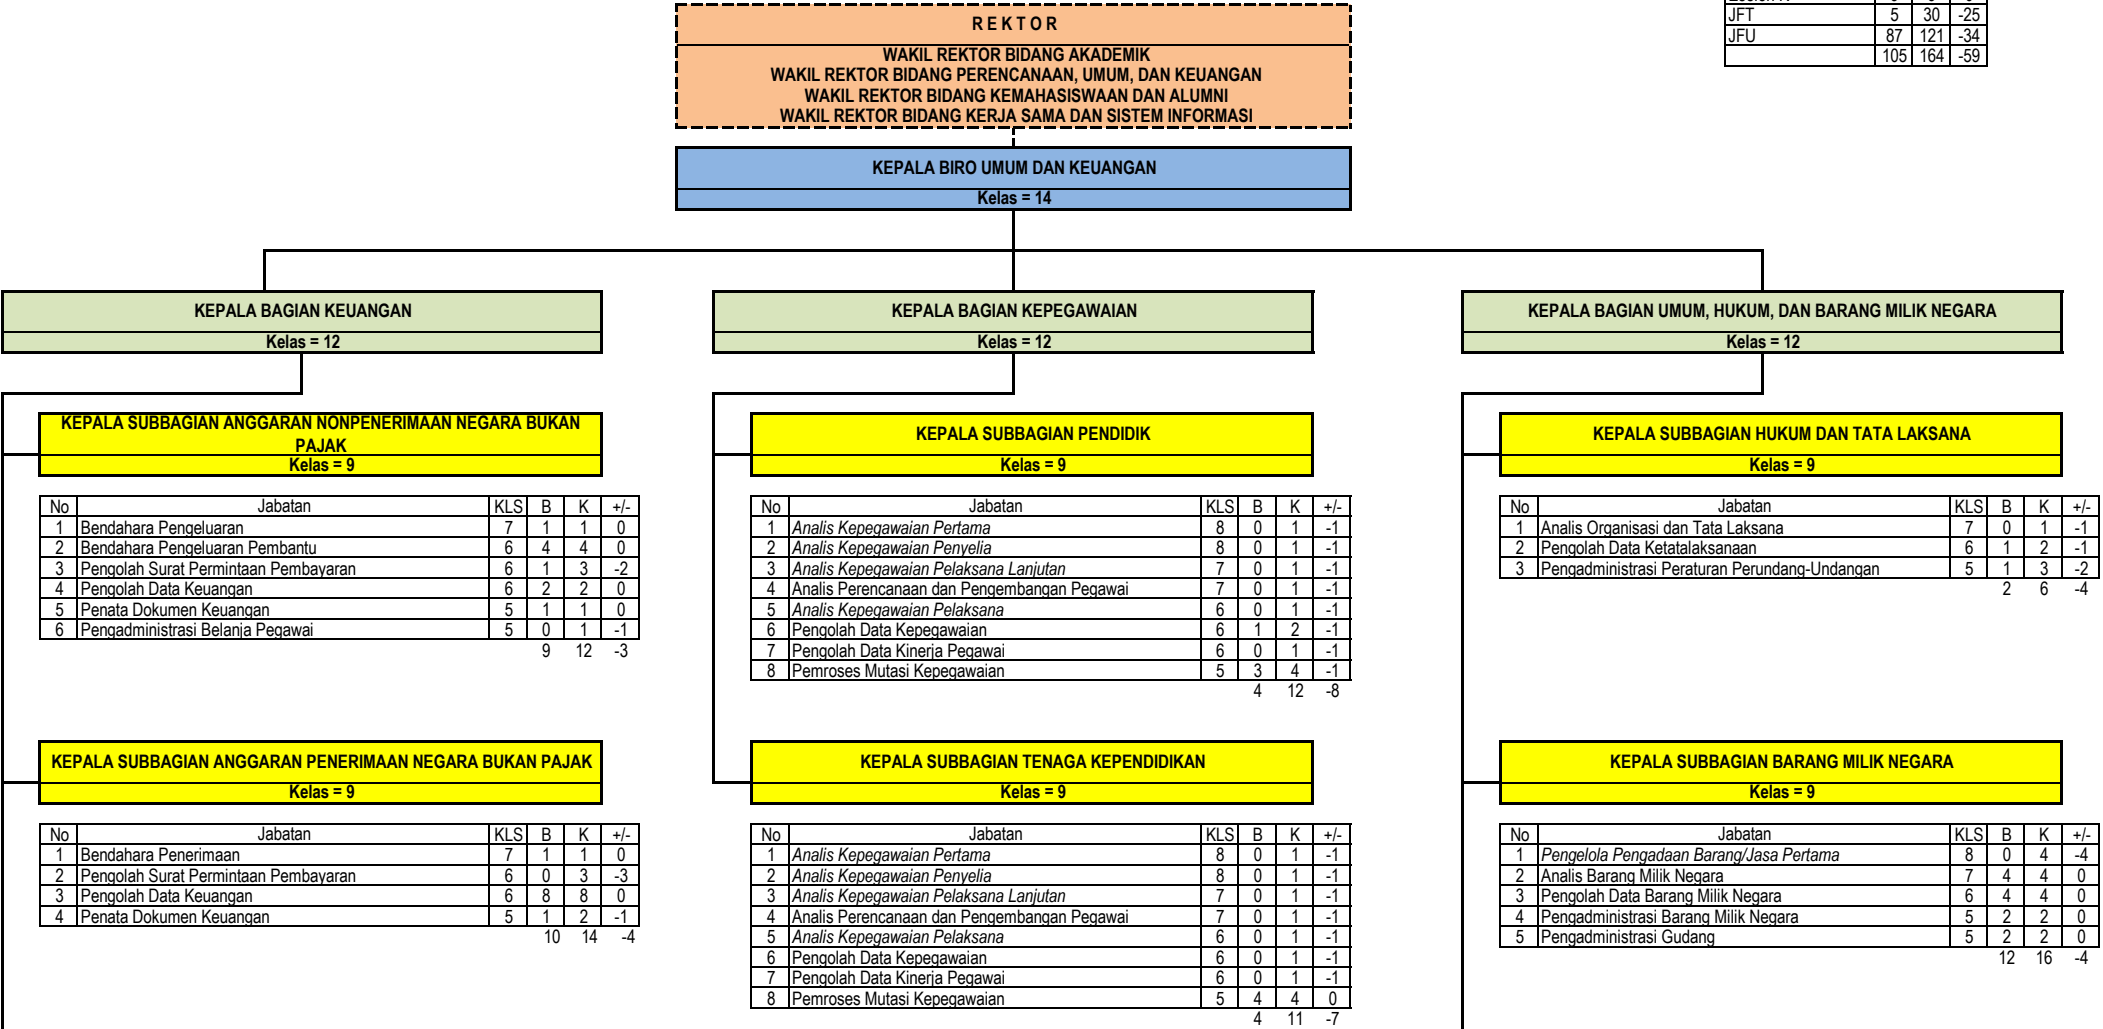 R E K T O R
WAKIL REKTOR BIDANG AKADEMIK
WAKIL REKTOR BIDANG PERENCANAAN, UMUM, DAN KEUANGAN
WAKIL REKTOR BIDANG KEMAHASISWAAN DAN ALUMNI
WAKIL REKTOR BIDANG KERJA SAMA DAN SISTEM INFORMASI
JFT 5 30 -25
JFU 87 121 -34
105 164 -59
KEPALA BIRO UMUM DAN KEUANGAN
Kelas = 14
KEPALA BAGIAN KEUANGAN
Kelas = 12
KEPALA SUBBAGIAN ANGGARAN NONPENERIMAAN NEGARA BUKAN
PAJAK
Kelas = 9
No Jabatan KLS B K +/-
1 Bendahara Pengeluaran 7 1 1 0
2 Bendahara Pengeluaran Pembantu 6 4 4 0
3 Pengolah Surat Permintaan Pembayaran 6 1 3 -2
4 Pengolah Data Keuangan 6 2 2 0
5 Penata Dokumen Keuangan 5 1 1 0
6 Pengadministrasi Belanja Pegawai 5 0 1 -1
9 12 -3
KEPALA SUBBAGIAN ANGGARAN PENERIMAAN NEGARA BUKAN PAJAK
Kelas = 9
No Jabatan KLS B K +/-
1 Bendahara Penerimaan 7 1 1 0
2 Pengolah Surat Permintaan Pembayaran 6 0 3 -3
3 Pengolah Data Keuangan 6 8 8 0
4 Penata Dokumen Keuangan 5 1 2 -1
10 14 -4
KEPALA BAGIAN KEPEGAWAIAN
Kelas = 12
KEPALA SUBBAGIAN PENDIDIK
Kelas = 9
No Jabatan KLS B K +/-
1 Analis Kepegawaian Pertama 8 0 1 -1
2 Analis Kepegawaian Penyelia 8 0 1 -1
3 Analis Kepegawaian Pelaksana Lanjutan 7 0 1 -1
4 Analis Perencanaan dan Pengembangan Pegawai 7 0 1 -1
5 Analis Kepegawaian Pelaksana 6 0 1 -1
6 Pengolah Data Kepegawaian 6 1 2 -1
7 Pengolah Data Kinerja Pegawai 6 0 1 -1
8 Pemroses Mutasi Kepegawaian 5 3 4 -1
4 12 -8
KEPALA SUBBAGIAN TENAGA KEPENDIDIKAN
Kelas = 9
No Jabatan KLS B K +/-
1 Analis Kepegawaian Pertama 8 0 1 -1
2 Analis Kepegawaian Penyelia 8 0 1 -1
3 Analis Kepegawaian Pelaksana Lanjutan 7 0 1 -1
4 Analis Perencanaan dan Pengembangan Pegawai 7 0 1 -1
5 Analis Kepegawaian Pelaksana 6 0 1 -1
6 Pengolah Data Kepegawaian 6 0 1 -1
7 Pengolah Data Kinerja Pegawai 6 0 1 -1
8 Pemroses Mutasi Kepegawaian 5 4 4 0
4 11 -7
KEPALA BAGIAN UMUM, HUKUM, DAN BARANG MILIK NEGARA
Kelas = 12
KEPALA SUBBAGIAN HUKUM DAN TATA LAKSANA
Kelas = 9
No Jabatan KLS B K +/-
1 Analis Organisasi dan Tata Laksana 7 0 1 -1
2 Pengolah Data Ketatalaksanaan 6 1 2 -1
3 Pengadministrasi Peraturan Perundang-Undangan 5 1 3 -2
2 6 -4
KEPALA SUBBAGIAN BARANG MILIK NEGARA
Kelas = 9
No Jabatan KLS B K +/-
1 Pengelola Pengadaan Barang/Jasa Pertama 8 0 4 -4
2 Analis Barang Milik Negara 7 4 4 0
3 Pengolah Data Barang Milik Negara 6 4 4 0
4 Pengadministrasi Barang Milik Negara 5 2 2 0
5 Pengadministrasi Gudang 5 2 2 0
12 16 -4